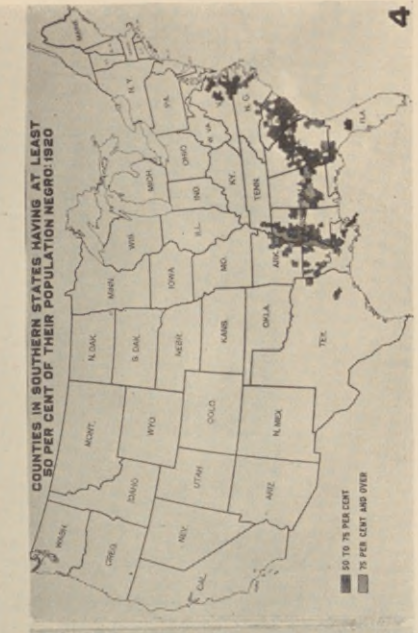 COUNTIES IN SOUTHERN STATES HAVING AT LEAST
50 PER CENT OF THEIR POPULATION NEGRO: 1920
WASH.
OREG.
CAL.
NEV.
IDAHO
MONT.
WYO.
UTAH
ARIZ.
COLO.
N. MEX.
N. DAK.
S. DAK.
NEBR.
KANS.
OKLA.
TEX.
MINN.
IOWA
MO.
ARK.
WIS.
ILL.
MICH.
IND.
OHIO
KY.
TENN.
W. VA.
PA.
N. Y.
MAINE
N. C.
FLA.
50 TO 75 PER CENT
75 PER CENT AND OVER
4